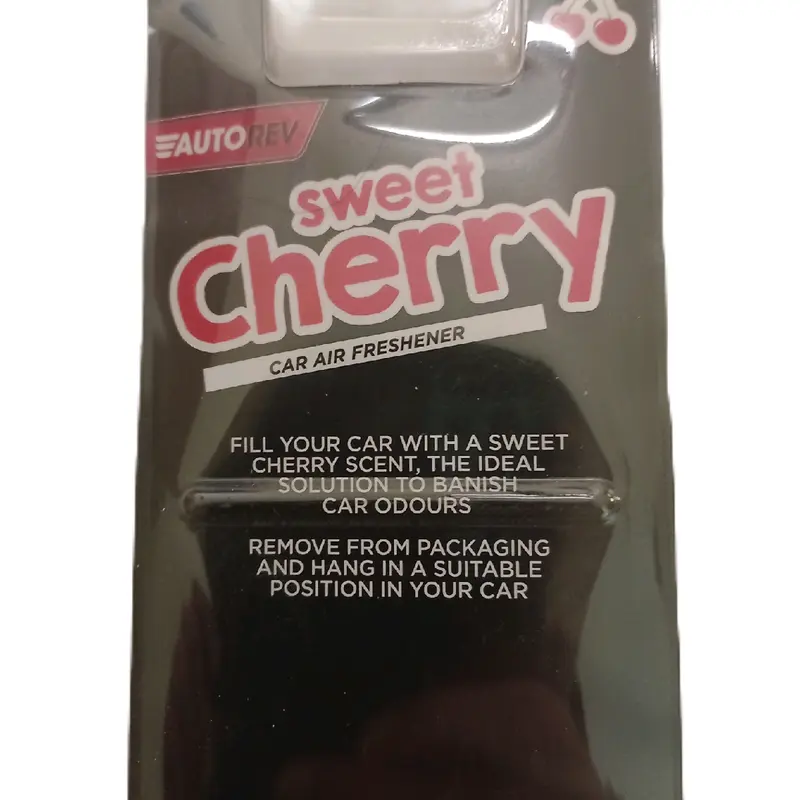 AUTOREV
sweet
Cherry
CAR AIR FRESHENER
FILL YOUR CAR WITH A SWEET
CHERRY SCENT, THE IDEAL
SOLUTION TO BANISH
CAR ODOURS
REMOVE FROM PACKAGING
AND HANG IN A SUITABLE
POSITION IN YOUR CAR